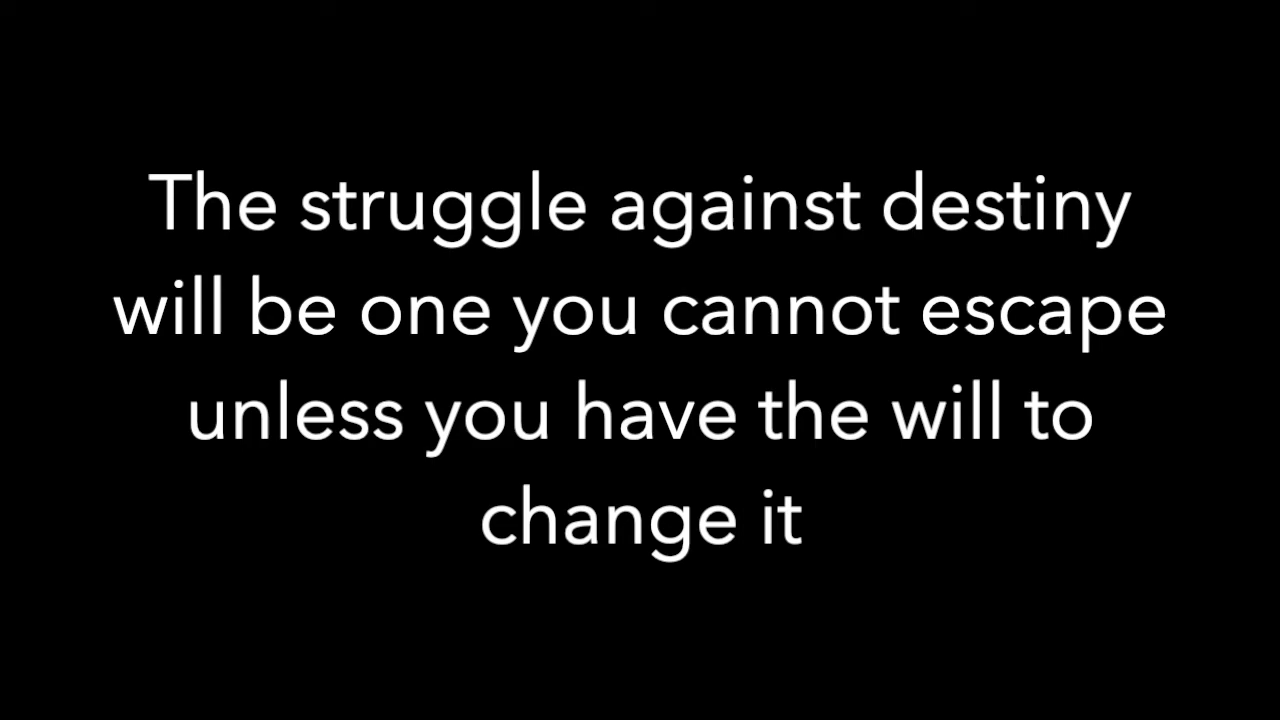 The struggle against destiny
will be one you cannot escape
unless you have the will to
change it